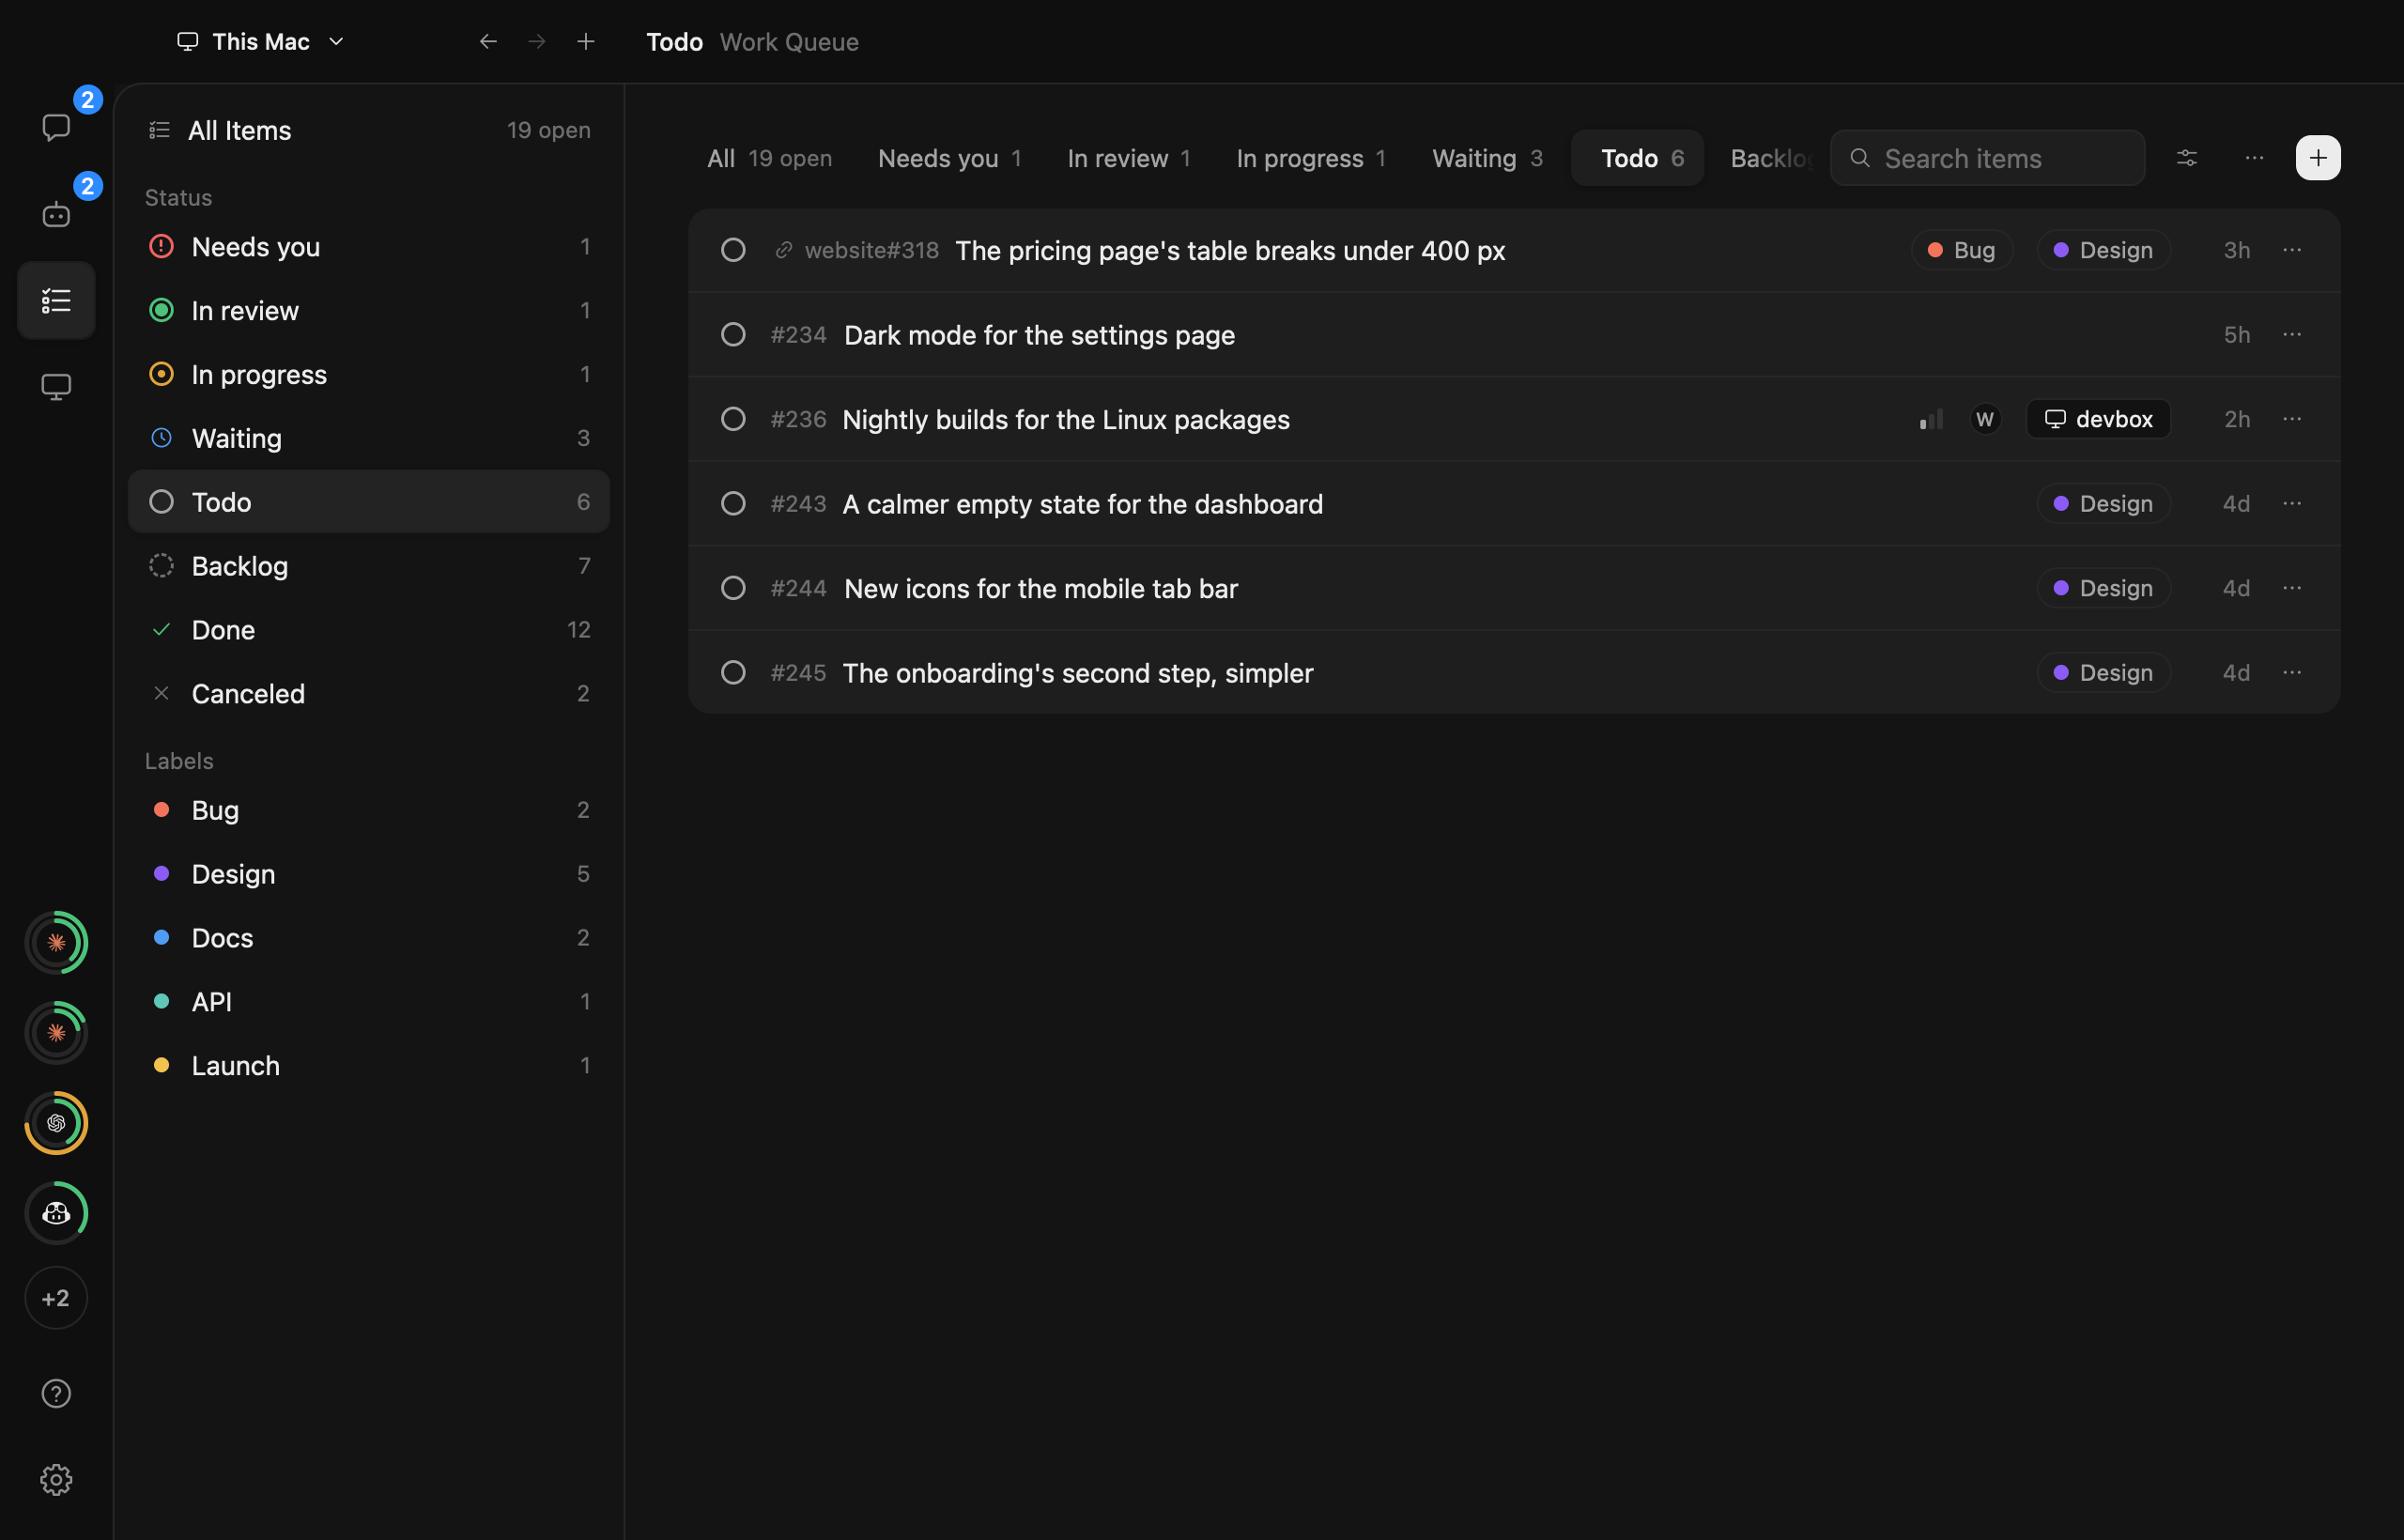 This Mac
Todo Work Queue
2
2
All Items 19 open
Status
Needs you 1
In review 1
In progress 1
Waiting 3
Todo 6
Backlog 7
Done 12
Canceled 2
Labels
Bug 2
Design 5
Docs 2
API 1
Launch 1
+2
All 19 open Needs you 1 In review 1 In progress 1 Waiting 3 Todo 6 Backlog Search items
website#318 The pricing page's table breaks under 400 px Bug Design 3h
#234 Dark mode for the settings page 5h
#236 Nightly builds for the Linux packages W devbox 2h
#243 A calmer empty state for the dashboard Design 4d
#244 New icons for the mobile tab bar Design 4d
#245 The onboarding's second step, simpler Design 4d